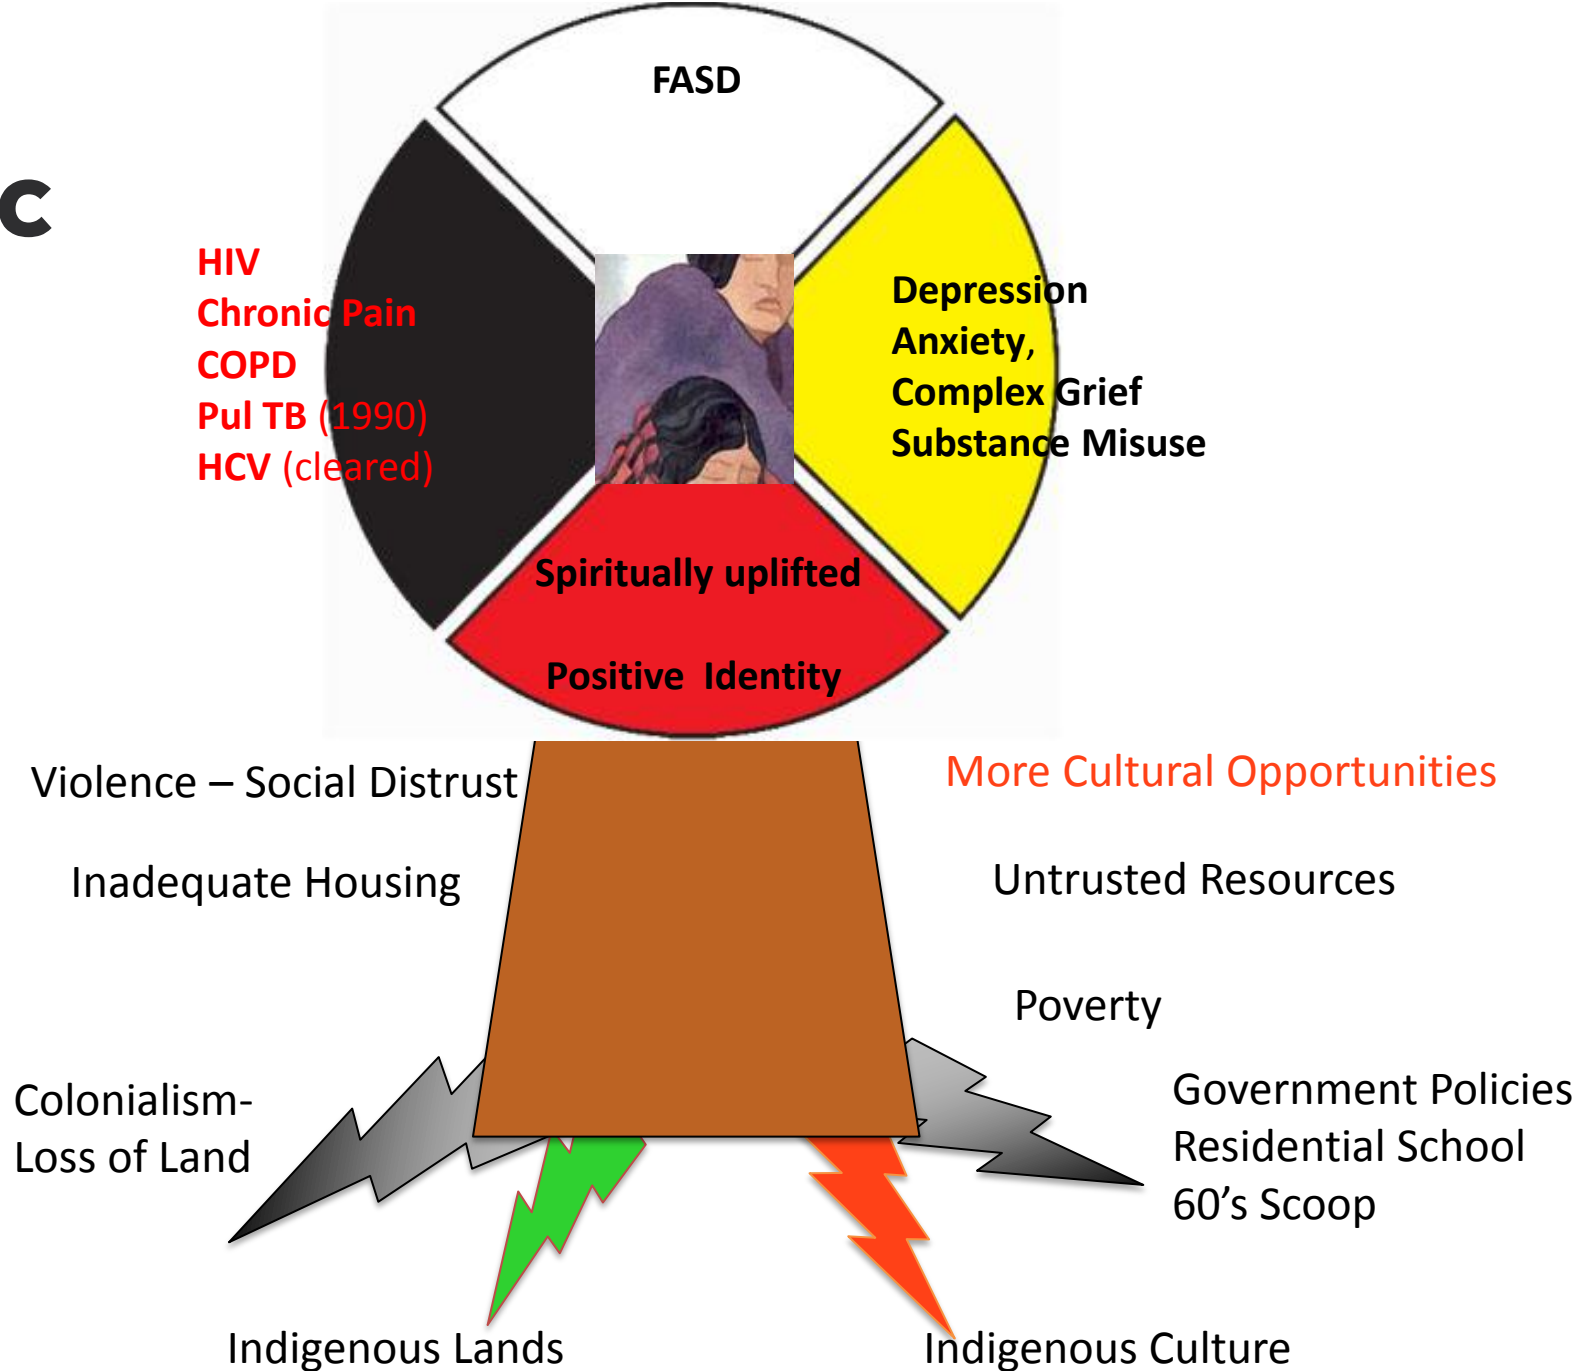 FASD
c
HIV
Chronic Pain
COPD
Pul TB (1990)
HCV (cleared)
Depression
Anxiety,
Complex Grief
Substance Misuse
Spiritually uplifted
Positive Identity
Violence – Social Distrust
More Cultural Opportunities
Inadequate Housing
Untrusted Resources
Poverty
Colonialism-
Loss of Land
Government Policies
Residential School
60’s Scoop
Indigenous Lands
Indigenous Culture